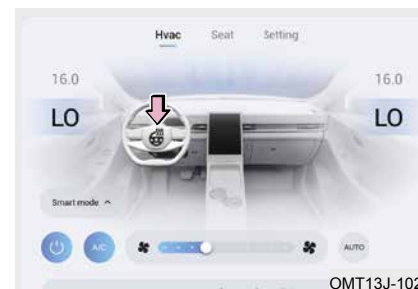 Hvac Seat Setting
16.0 16.0
LO LO
Smart mode
A/C AUTO
OMT13J-102